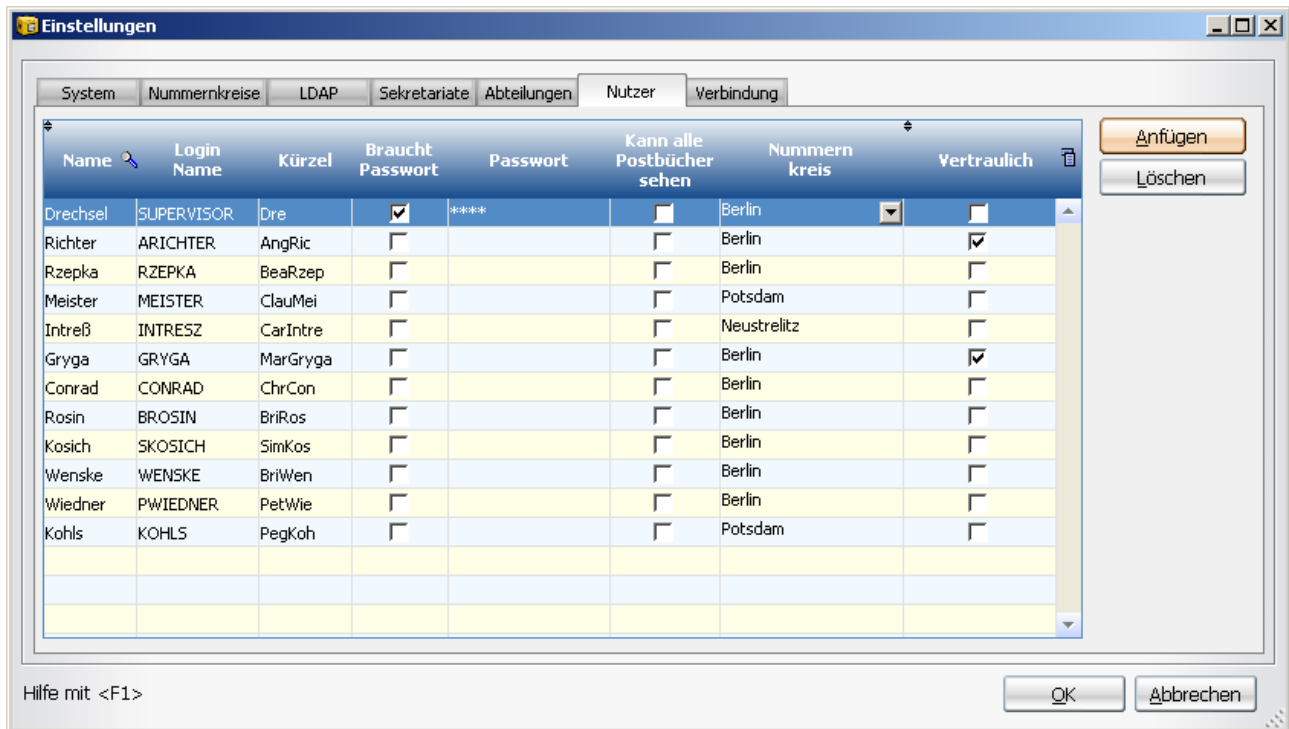 Einstellungen
System Nummernkreise LDAP Sekretariate Abteilungen Nutzer Verbindung
Name Login Name Kürzel Braucht Passwort Passwort Kann alle Postbücher sehen Nummern kreis Vertraulich
Anfügen
Löschen
Drechsel SUPERVISOR Dre **** Berlin
Richter ARICHTER AngRic Berlin
Rzepka RZEPKA BeaRzep Berlin
Meister MEISTER ClauMei Potsdam
Intreß INTRESZ CarIntre Neustrelitz
Gryga GRYGA MarGryga Berlin
Conrad CONRAD ChrCon Berlin
Rosin BROSIN BriRos Berlin
Kosich SKOSICH SimKos Berlin
Wenske WENSKE BriWen Berlin
Wiedner PWIEDNER PetWie Berlin
Kohls KOHLS PegKoh Potsdam
Hilfe mit <F1> OK Abbrechen